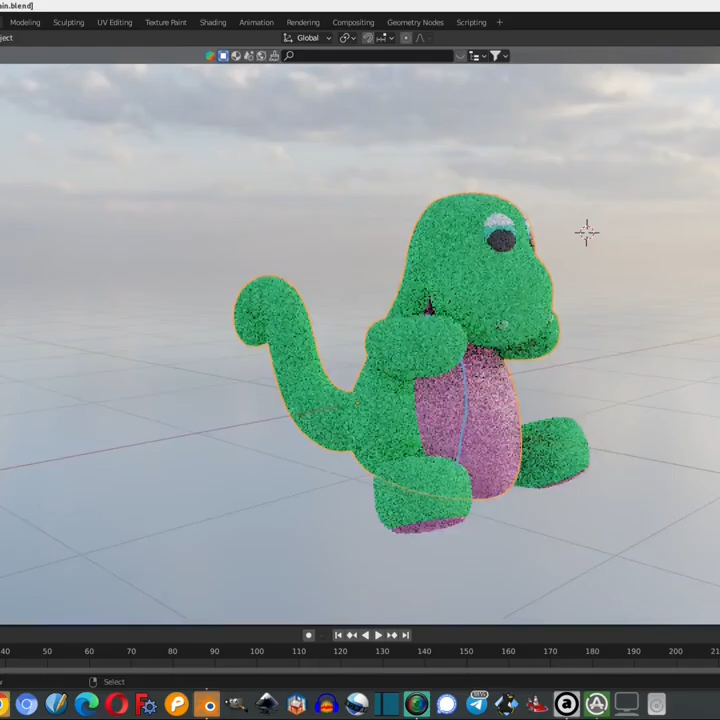 ain.blend]
Modeling Sculpting UV Editing Texture Paint Shading Animation Rendering Compositing Geometry Nodes Scripting +
ject Global
40 50 60 70 80 90 100 110 120 130 140 150 160 170 180 190 200 21
Select